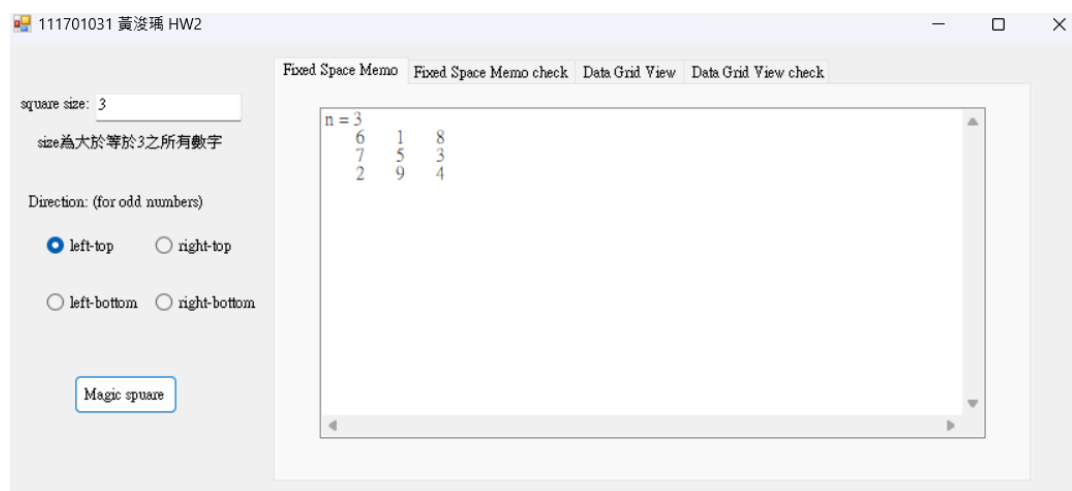 111701031 黃浚瑀 HW2
Fixed Space Memo Fixed Space Memo check Data Grid View Data Grid View check
square size: 3
size為大於等於3之所有數字
Direction: (for odd numbers)
left-top right-top
left-bottom right-bottom
Magic spuare
n = 3
6 1 8
7 5 3
2 9 4